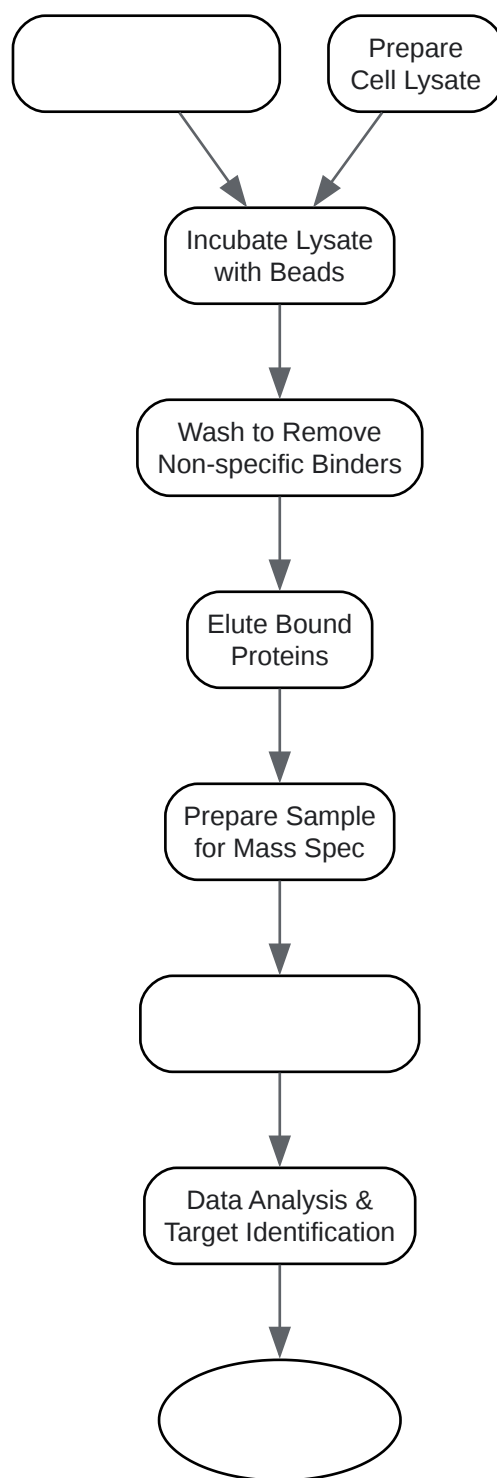 Prepare
Cell Lysate
Incubate Lysate
with Beads
Wash to Remove
Non-specific Binders
Elute Bound
Proteins
Prepare Sample
for Mass Spec
Data Analysis &
Target Identification